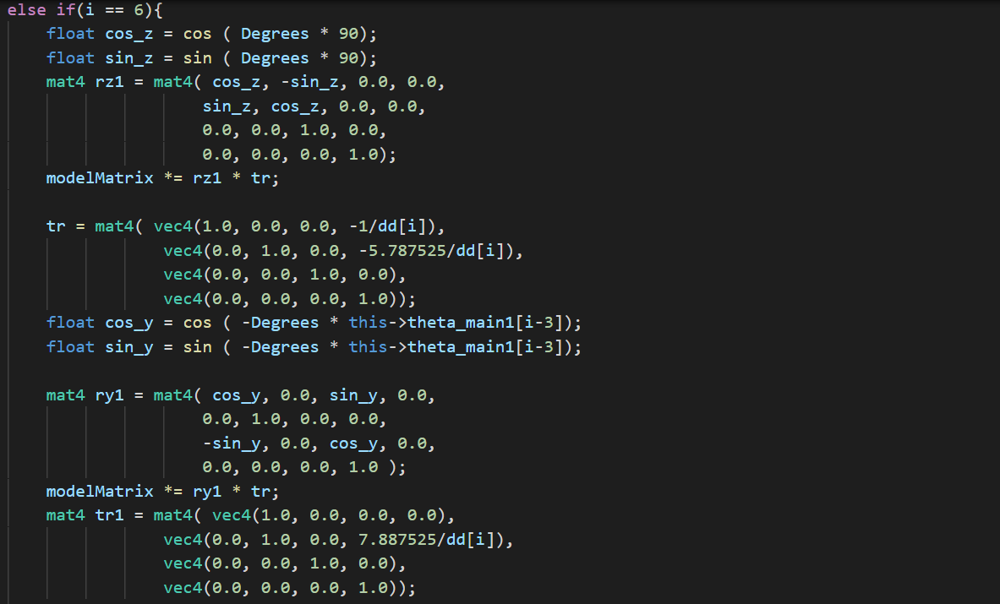 else if(i == 6){
    float cos_z = cos ( Degrees * 90);
    float sin_z = sin ( Degrees * 90);
    mat4 rz1 = mat4( cos_z, -sin_z, 0.0, 0.0,
                    sin_z, cos_z, 0.0, 0.0,
                    0.0, 0.0, 1.0, 0.0,
                    0.0, 0.0, 0.0, 1.0);
    modelMatrix *= rz1 * tr;

    tr = mat4( vec4(1.0, 0.0, 0.0, -1/dd[i]),
                vec4(0.0, 1.0, 0.0, -5.787525/dd[i]),
                vec4(0.0, 0.0, 1.0, 0.0),
                vec4(0.0, 0.0, 0.0, 1.0));
    float cos_y = cos ( -Degrees * this->theta_main1[i-3]);
    float sin_y = sin ( -Degrees * this->theta_main1[i-3]);

    mat4 ry1 = mat4( cos_y, 0.0, sin_y, 0.0,
                    0.0, 1.0, 0.0, 0.0,
                    -sin_y, 0.0, cos_y, 0.0,
                    0.0, 0.0, 0.0, 1.0 );
    modelMatrix *= ry1 * tr;
    mat4 tr1 = mat4( vec4(1.0, 0.0, 0.0, 0.0),
                vec4(0.0, 1.0, 0.0, 7.887525/dd[i]),
                vec4(0.0, 0.0, 1.0, 0.0),
                vec4(0.0, 0.0, 0.0, 1.0));